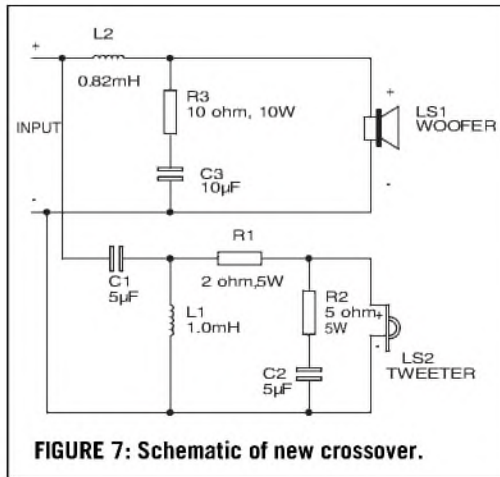 L2
+
0.82mH
R3
10 ohm, 10W
+
LS1
WOOFER
INPUT
C3
10µF
-
-
R1
C1
5µF
2 ohm,5W
L1
1.0mH
R2
5 ohm
5W
+
-
C2
5µF
LS2
TWEETER
FIGURE 7: Schematic of new crossover.